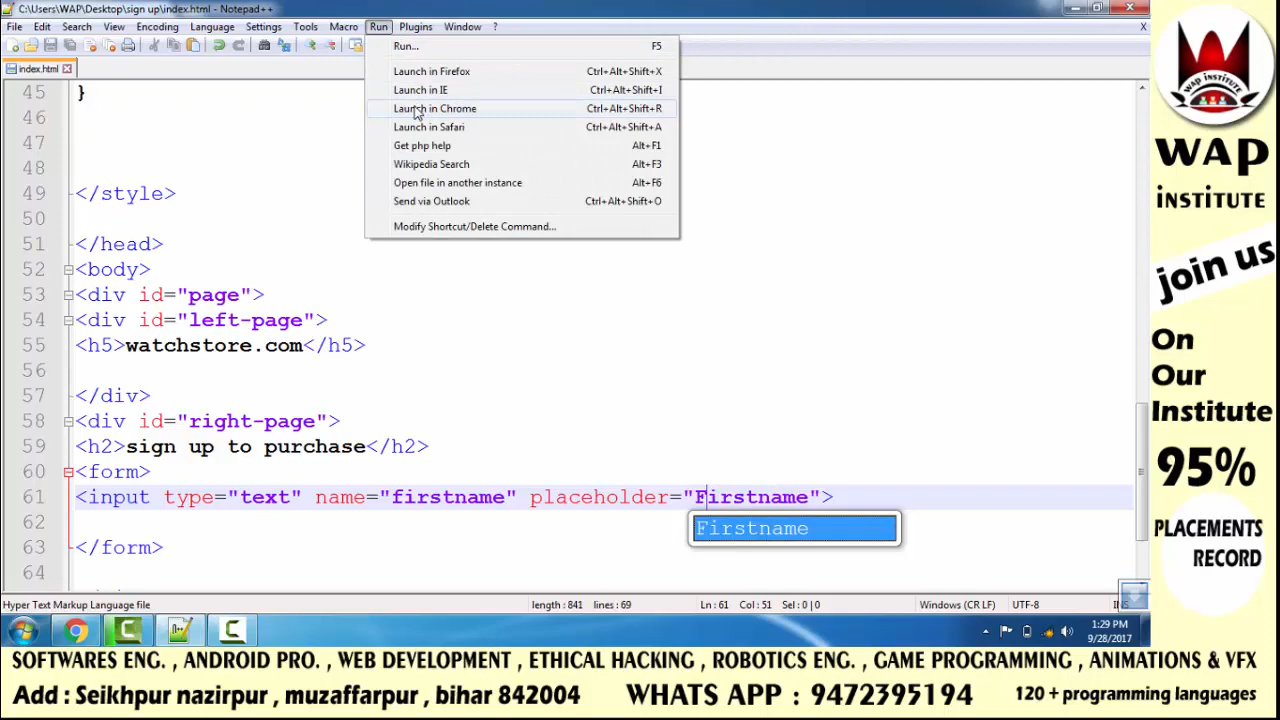 C:\Users\WAP\Desktop\sign up\index.html - Notepad++
File Edit Search View Encoding Language Settings Tools Macro Run Plugins Window ? X
index.html
Run... F5
Launch in Firefox Ctrl+Alt+Shift+X
Launch in IE Ctrl+Alt+Shift+I
Launch in Chrome Ctrl+Alt+Shift+R
Launch in Safari Ctrl+Alt+Shift+A
Get php help Alt+F1
Wikipedia Search Alt+F3
Open file in another instance Alt+F6
Send via Outlook Ctrl+Alt+Shift+O
Modify Shortcut/Delete Command...
45 }
46
47
48
49 </style>
50
51 </head>
52 <body>
53 <div id="page">
54 <div id="left-page">
55 <h5>watchstore.com</h5>
56
57 </div>
58 <div id="right-page">
59 <h2>sign up to purchase</h2>
60 <form>
61 <input type="text" name="firstname" placeholder="Firstname">
Firstname
62
63 </form>
64
Hyper Text Markup Language file length : 841 lines : 69 Ln : 61 Col : 51 Sel : 0 | 0 Windows (CR LF) UTF-8
1:29 PM
9/28/2017
WAP INSTITUTE
WAP
INSTITUTE
join us
On
Our
Institute
95%
PLACEMENTS
RECORD
SOFTWARES ENG. , ANDROID PRO. , WEB DEVELOPMENT , ETHICAL HACKING , ROBOTICS ENG. , GAME PROGRAMMING , ANIMATIONS & VFX
Add : Seikhpur nazirpur , muzaffarpur , bihar 842004 WHATS APP : 9472395194 120 + programming languages